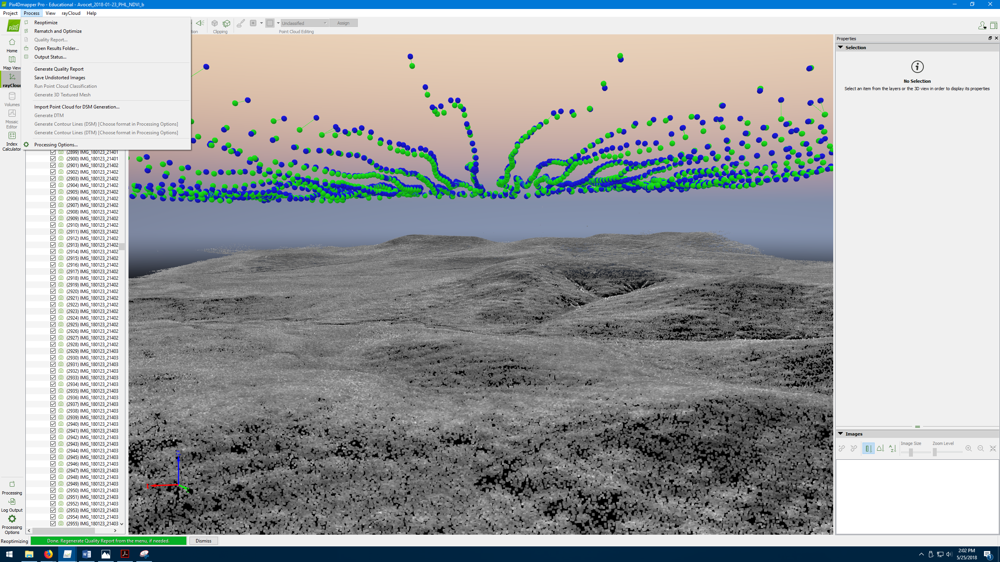 Pix4Dmapper Pro - Educational - Avocet_2018-01-23_PHL_NDVI_b
Project Process View rayCloud Help
Reoptimize
Rematch and Optimize
Quality Report...
Open Results Folder...
Output Status...
Generate Quality Report
Save Undistorted Images
Run Point Cloud Classification
Generate 3D Textured Mesh
Import Point Cloud for DSM Generation...
Generate DTM
Generate Contour Lines (DSM) [Choose format in Processing Options]
Generate Contour Lines (DTM) [Choose format in Processing Options]
Processing Options...
Clipping
Unclassified
Assign
Point Cloud Editing
Home
Map View
rayCloud
Volumes
Mosaic
Editor
Index
Calculator
(2899) IMG_180123_21401
(2900) IMG_180123_21401
(2901) IMG_180123_21402
(2902) IMG_180123_21402
(2903) IMG_180123_21402
(2904) IMG_180123_21402
(2905) IMG_180123_21402
(2906) IMG_180123_21402
(2907) IMG_180123_21402
(2908) IMG_180123_21402
(2909) IMG_180123_21402
(2910) IMG_180123_21402
(2911) IMG_180123_21402
(2912) IMG_180123_21402
(2913) IMG_180123_21402
(2914) IMG_180123_21402
(2915) IMG_180123_21402
(2916) IMG_180123_21402
(2917) IMG_180123_21402
(2918) IMG_180123_21402
(2919) IMG_180123_21402
(2920) IMG_180123_21402
(2921) IMG_180123_21402
(2922) IMG_180123_21402
(2923) IMG_180123_21402
(2924) IMG_180123_21402
(2925) IMG_180123_21402
(2926) IMG_180123_21402
(2927) IMG_180123_21402
(2928) IMG_180123_21402
(2929) IMG_180123_21403
(2930) IMG_180123_21403
(2931) IMG_180123_21403
(2932) IMG_180123_21403
(2933) IMG_180123_21403
(2934) IMG_180123_21403
(2935) IMG_180123_21403
(2936) IMG_180123_21403
(2937) IMG_180123_21403
(2938) IMG_180123_21403
(2939) IMG_180123_21403
(2940) IMG_180123_21403
(2941) IMG_180123_21403
(2942) IMG_180123_21403
(2943) IMG_180123_21403
(2944) IMG_180123_21403
(2945) IMG_180123_21403
(2946) IMG_180123_21403
(2947) IMG_180123_21403
(2948) IMG_180123_21403
(2949) IMG_180123_21403
(2950) IMG_180123_21403
(2951) IMG_180123_21403
(2952) IMG_180123_21403
(2953) IMG_180123_21403
(2954) IMG_180123_21403
(2955) IMG_180123_21403
Processing
Log Output
Processing
Options
Properties
Selection
No Selection
Select an item from the layers or the 3D view in order to display its properties
Images
Image Size
Zoom Level
Reoptimizing
Done. Regenerate Quality Report from the menu, if needed.
Dismiss
2:02 PM
5/25/2018